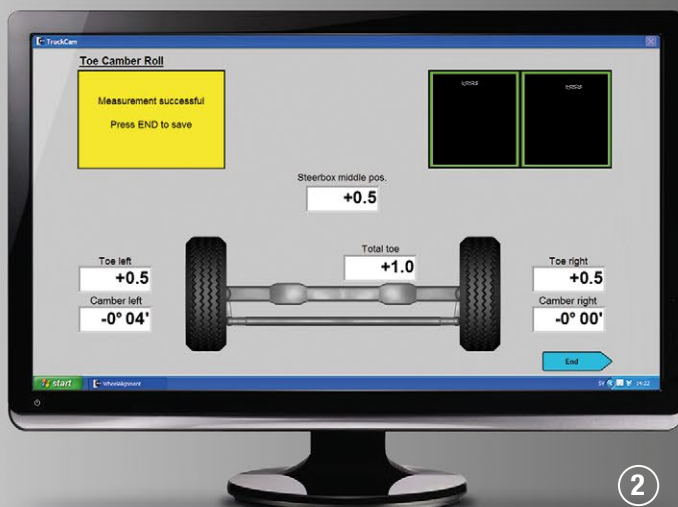 TruckCam
Toe Camber Roll
Measurement successful
Press END to save
Steerbox middle pos.
+0.5
Total toe
+1.0
Toe left
+0.5
Camber left
-0° 04'
Toe right
+0.5
Camber right
-0° 00'
End
start
WheelAlignment
SV
14:22
2